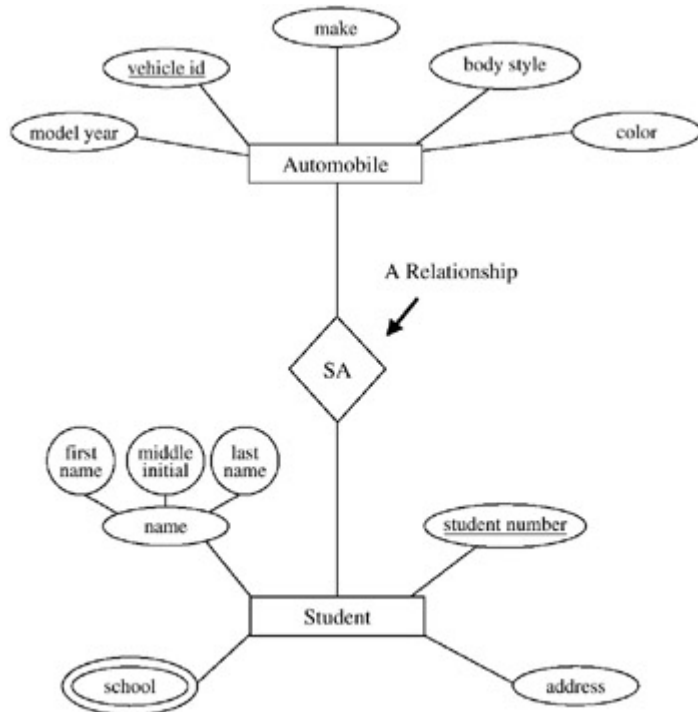 make
vehicle id
body style
model year
color
Automobile
A Relationship
SA
first
name
middle
initial
last
name
name
student number
Student
school
address